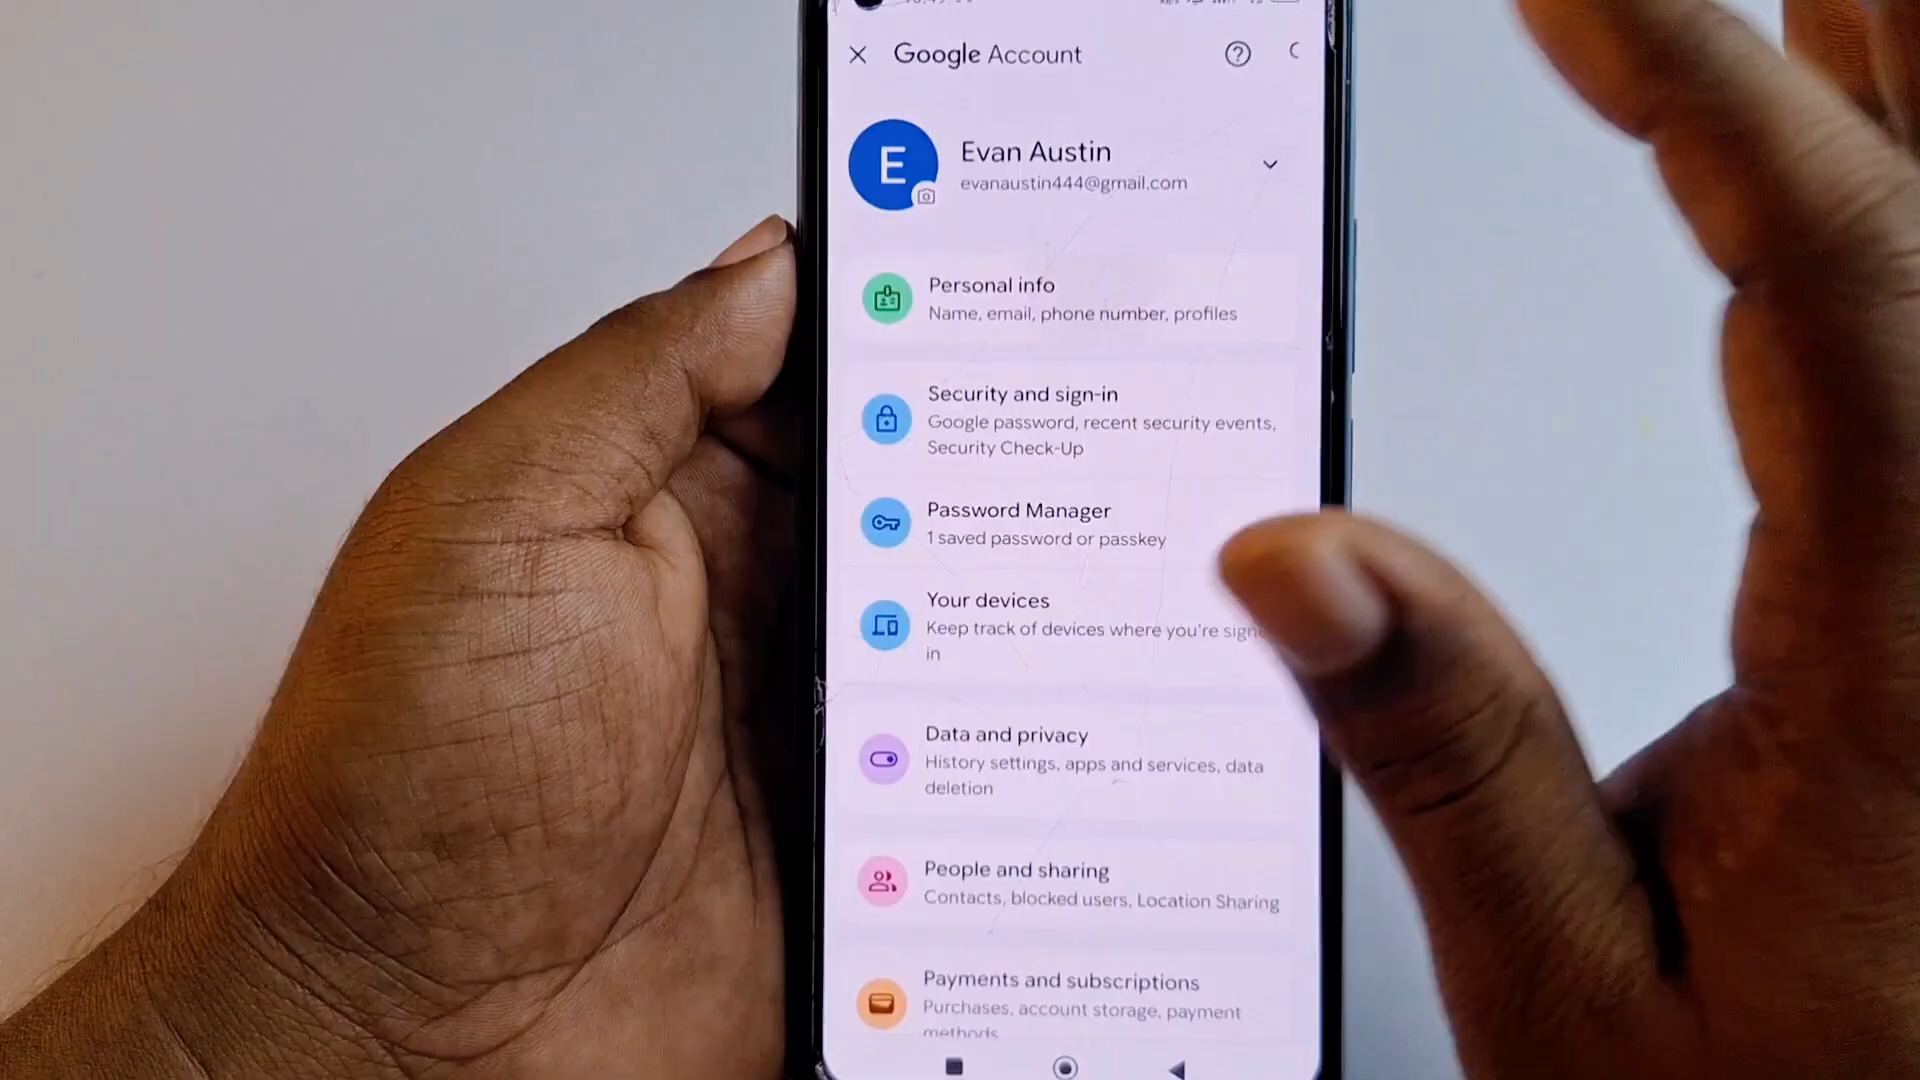 Google Account
E
Evan Austin
evanaustin444@gmail.com
Personal info
Name, email, phone number, profiles
Security and sign-in
Google password, recent security events,
Security Check-Up
Password Manager
1 saved password or passkey
Your devices
Keep track of devices where you're signe
in
Data and privacy
History settings, apps and services, data
deletion
People and sharing
Contacts, blocked users, Location Sharing
Payments and subscriptions
Purchases, account storage, payment
methods